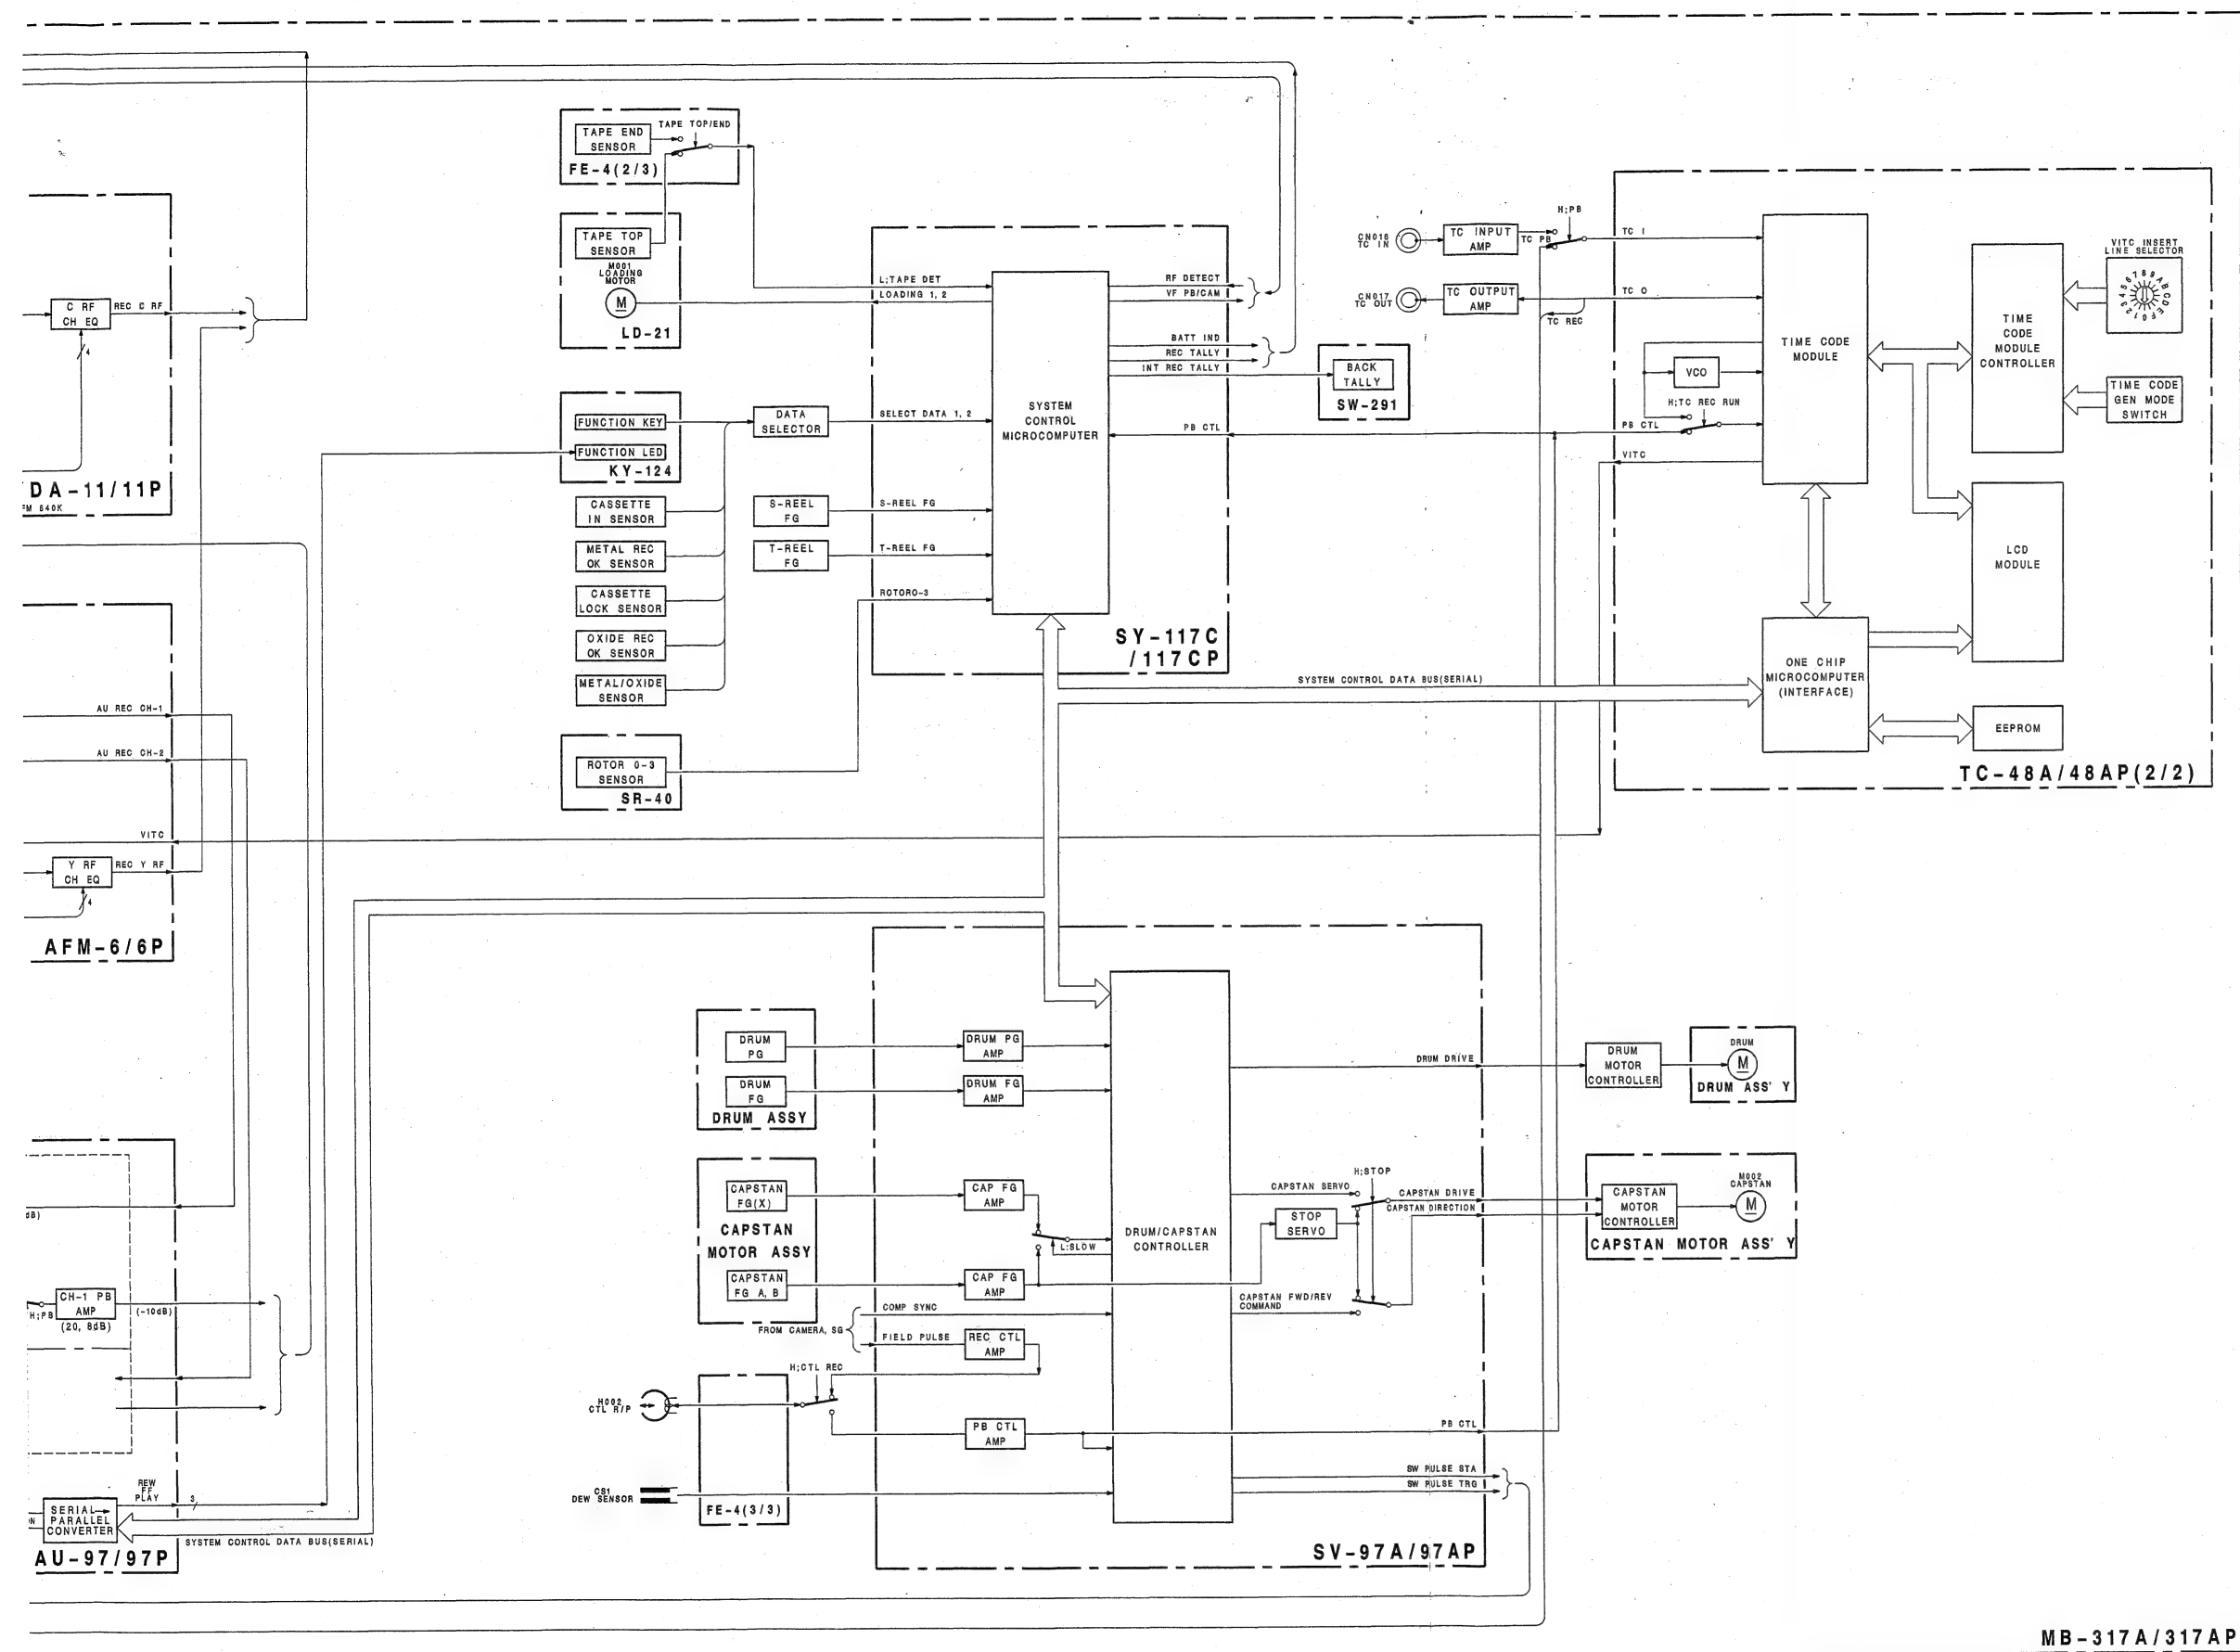 TAPE END
SENSOR
TAPE TOP/END
FE-4(2/3)
TAPE TOP
SENSOR
M001
LOADING
MOTOR
M
LD-21
C RF
CH EQ
REC C RF
4
DA-11/11P
FM 640K
FUNCTION KEY
FUNCTION LED
KY-124
DATA
SELECTOR
CASSETTE
IN SENSOR
METAL REC
OK SENSOR
CASSETTE
LOCK SENSOR
OXIDE REC
OK SENSOR
METAL/OXIDE
SENSOR
S-REEL
FG
T-REEL
FG
ROTOR 0-3
SENSOR
SR-40
L;TAPE DET
LOADING 1, 2
SELECT DATA 1, 2
S-REEL FG
T-REEL FG
ROTOR0-3
SYSTEM
CONTROL
MICROCOMPUTER
RF DETECT
VF PB/CAM
BATT IND
REC TALLY
INT REC TALLY
PB CTL
SY-117C
/117CP
BACK
TALLY
SW-291
CN016
TC IN
TC INPUT
AMP
H;PB
TC PB
TC I
CN017
TC OUT
TC OUTPUT
AMP
TC O
TC REC
VCO
H;TC REC RUN
PB CTL
VITC
TIME CODE
MODULE
TIME
CODE
MODULE
CONTROLLER
VITC INSERT
LINE SELECTOR
0123456789ABCDEF
TIME CODE
GEN MODE
SWITCH
LCD
MODULE
ONE CHIP
MICROCOMPUTER
(INTERFACE)
EEPROM
TC-48A/48AP(2/2)
SYSTEM CONTROL DATA BUS(SERIAL)
AU REC CH-1
AU REC CH-2
VITC
Y RF
CH EQ
REC Y RF
4
AFM-6/6P
DRUM
PG
DRUM
FG
DRUM ASSY
DRUM PG
AMP
DRUM FG
AMP
CAPSTAN
FG(X)
CAPSTAN
MOTOR ASSY
CAPSTAN
FG A, B
CAP FG
AMP
L;SLOW
CAP FG
AMP
COMP SYNC
FROM CAMERA, SG
FIELD PULSE
REC CTL
AMP
H;CTL REC
H002
CTL R/P
PB CTL
AMP
CS1
DEW SENSOR
FE-4(3/3)
DRUM/CAPSTAN
CONTROLLER
DRUM DRIVE
CAPSTAN SERVO
H;STOP
CAPSTAN DRIVE
CAPSTAN DIRECTION
STOP
SERVO
CAPSTAN FWD/REV
COMMAND
PB CTL
SW PULSE STA
SW PULSE TRG
SV-97A/97AP
DRUM
MOTOR
CONTROLLER
DRUM
M
DRUM ASS'Y
CAPSTAN
MOTOR
CONTROLLER
M002
CAPSTAN
M
CAPSTAN MOTOR ASS'Y
dB)
H;PB
CH-1 PB
AMP
(20, 8dB)
(-10dB)
REW
FF
PLAY
3
SERIAL
PARALLEL
CONVERTER
SYSTEM CONTROL DATA BUS(SERIAL)
AU-97/97P
MB-317A/317AP